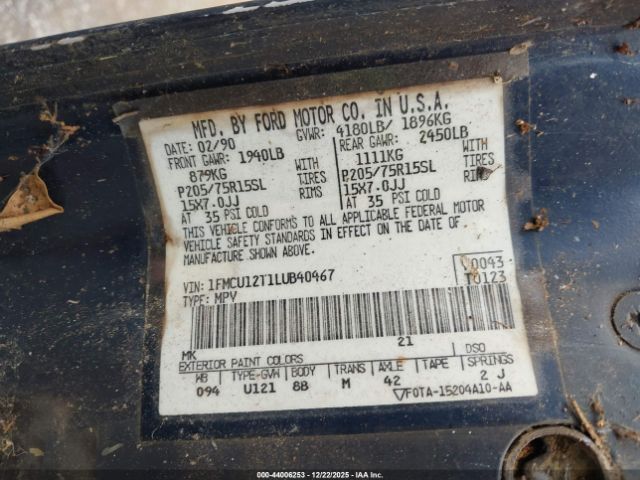 MFD. BY FORD MOTOR CO. IN U.S.A.
DATE: 02/90 GVWR: 4180LB/ 1896KG
FRONT GAWR: 1940LB REAR GAWR: 2450LB
879KG WITH 1111KG WITH
P205/75R15SL TIRES P205/75R15SL TIRES
15X7.0JJ RIMS 15X7.0JJ RIMS
AT 35 PSI COLD AT 35 PSI COLD
THIS VEHICLE CONFORMS TO ALL APPLICABLE FEDERAL MOTOR
VEHICLE SAFETY STANDARDS IN EFFECT ON THE DATE OF
MANUFACTURE SHOWN ABOVE.
VIN: 1FMCU12T1LUB40467 0043
TYPE: MPV T0123
21
MK
EXTERIOR PAINT COLORS DSO
WB TYPE-GVW BODY TRANS AXLE TAPE SPRINGS
094 U121 8B M 42 2 J
F0TA-15204A10-AA
000-44006253 - 12/22/2025 - IAA Inc.